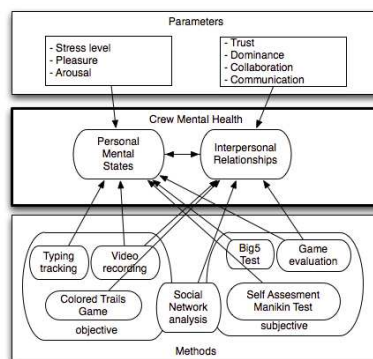 Parameters
- Stress level
- Pleasure
- Arousal
- Trust
- Dominance
- Collaboration
- Communication
Crew Mental Health
Personal
Mental
States
Interpersonal
Relationships
Typing
tracking
Video
recording
Big5
Test
Game
evaluation
Colored Trails
Game
Social
Network
analysis
Self Assesment
Manikin Test
objective
subjective
Methods